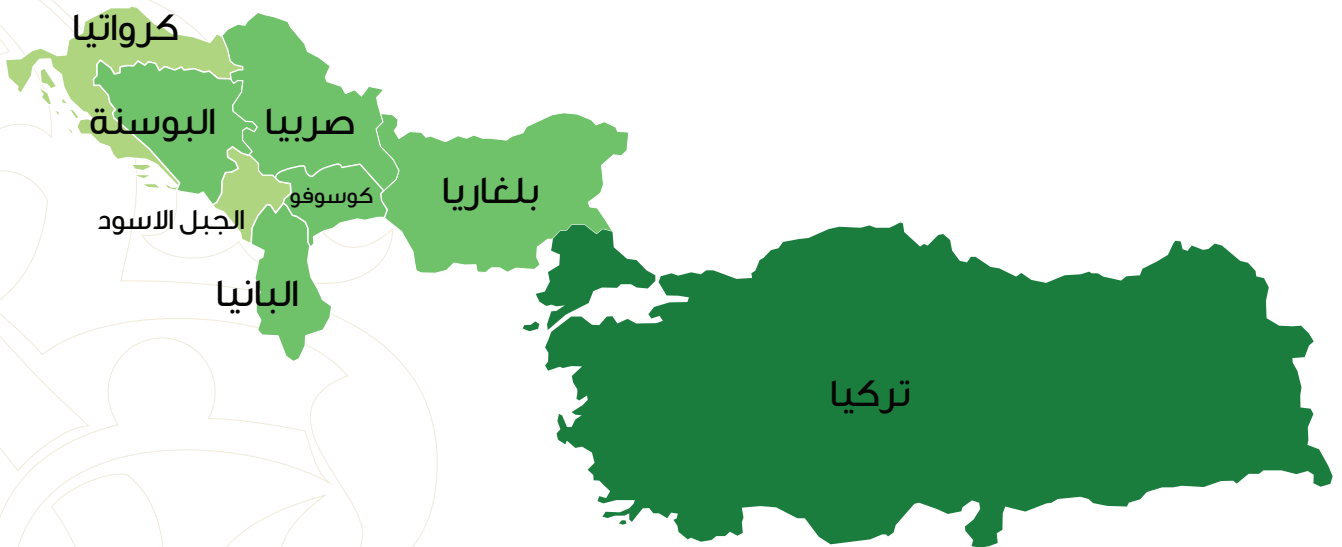 كرواتيا
البوسنة
صربيا
بلغاريا
كوسوفو
الجبل الاسود
البانيا
تركيا